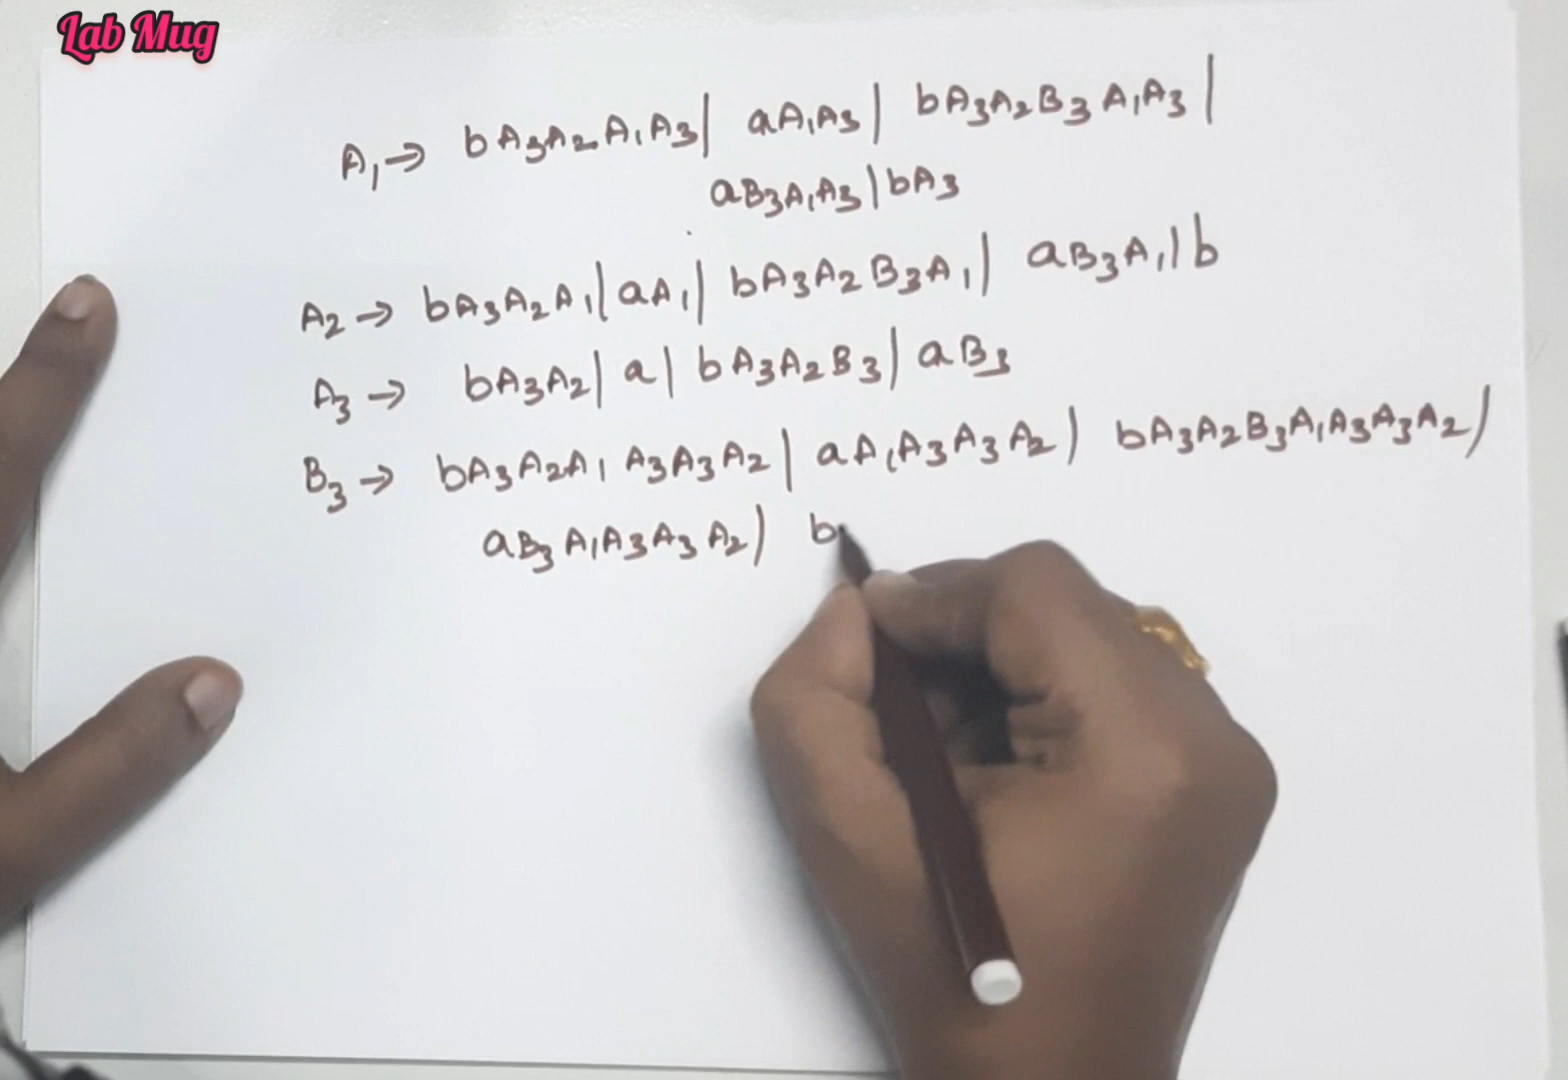 Lab Mug
A₁→ bA₃A₂A₁A₃| aA₁A₃| bA₃A₂B₃A₁A₃|
aB₃A₁A₃|bA₃
A₂→ bA₃A₂A₁|aA₁| bA₃A₂B₃A₁| aB₃A₁|b
A₃→ bA₃A₂| a| bA₃A₂B₃| aB₃
B₃→ bA₃A₂A₁A₃A₃A₂| aA₁A₃A₃A₂| bA₃A₂B₃A₁A₃A₃A₂|
aB₃A₁A₃A₃A₂| b